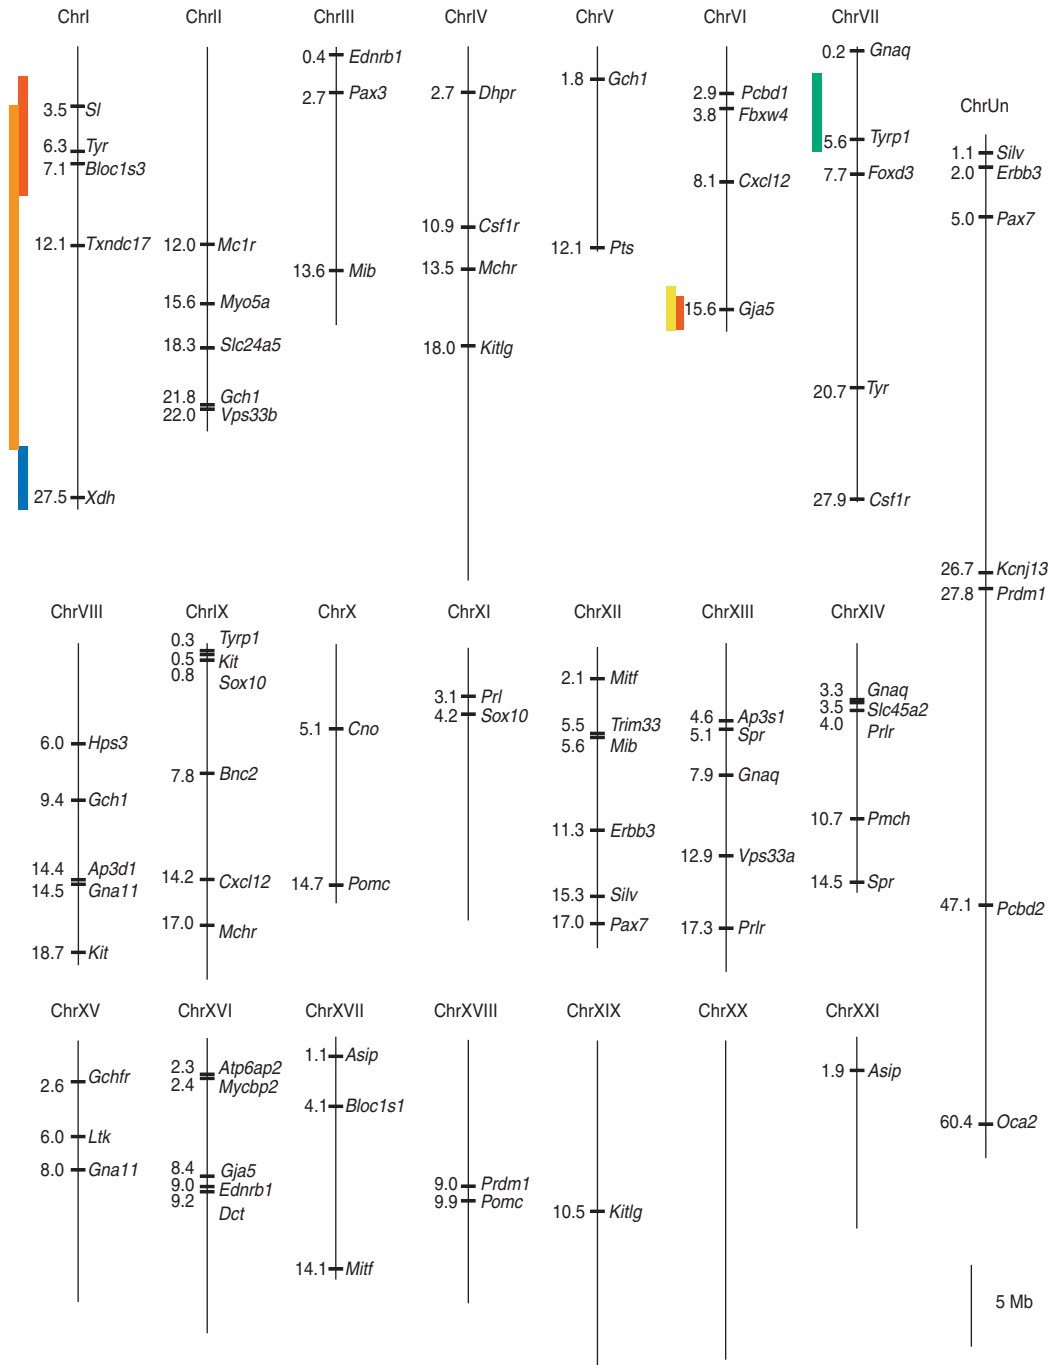 ChrI
3.5 Sl
6.3 Tyr
7.1 Bloc1s3
12.1 Txndc17
27.5 Xdh
ChrII
12.0 Mc1r
15.6 Myo5a
18.3 Slc24a5
21.8 Gch1
22.0 Vps33b
ChrIII
0.4 Ednrb1
2.7 Pax3
13.6 Mib
ChrIV
2.7 Dhpr
10.9 Csf1r
13.5 Mchr
18.0 Kitlg
ChrV
1.8 Gch1
12.1 Pts
ChrVI
2.9 Pcbd1
3.8 Fbxw4
8.1 Cxcl12
15.6 Gja5
ChrVII
0.2 Gnaq
5.6 Tyrp1
7.7 Foxd3
20.7 Tyr
27.9 Csf1r
ChrUn
1.1 Silv
2.0 Erbb3
5.0 Pax7
26.7 Kcnj13
27.8 Prdm1
47.1 Pcbd2
60.4 Oca2
ChrVIII
6.0 Hps3
9.4 Gch1
14.4 Ap3d1
14.5 Gna11
18.7 Kit
ChrIX
0.3 Tyrp1
0.5 Kit
0.8 Sox10
7.8 Bnc2
14.2 Cxcl12
17.0 Mchr
ChrX
5.1 Cno
14.7 Pomc
ChrXI
3.1 Prl
4.2 Sox10
ChrXII
2.1 Mitf
5.5 Trim33
5.6 Mib
11.3 Erbb3
15.3 Silv
17.0 Pax7
ChrXIII
4.6 Ap3s1
5.1 Spr
7.9 Gnaq
12.9 Vps33a
17.3 Prlr
ChrXIV
3.3 Gnaq
3.5 Slc45a2
4.0 Prlr
10.7 Pmch
14.5 Spr
ChrXV
2.6 Gchfr
6.0 Ltk
8.0 Gna11
ChrXVI
2.3 Atp6ap2
2.4 Mycbp2
8.4 Gja5
9.0 Ednrb1
9.2 Dct
ChrXVII
1.1 Asip
4.1 Bloc1s1
14.1 Mitf
ChrXVIII
9.0 Prdm1
9.9 Pomc
ChrXIX
10.5 Kitlg
ChrXX
ChrXXI
1.9 Asip
5 Mb